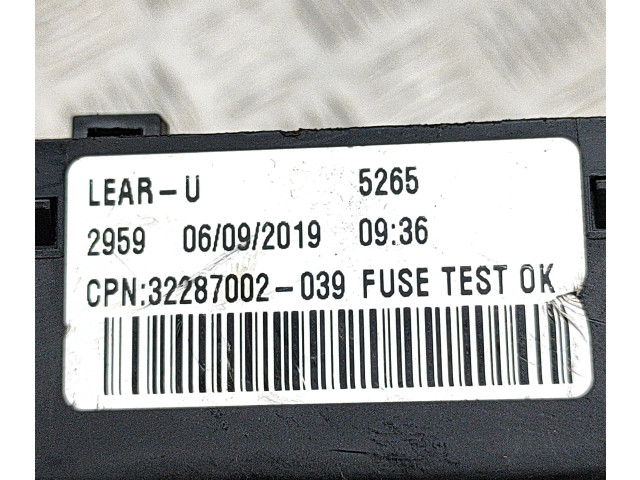 LEAR-U 5265
2959 06/09/2019 09:36
CPN:32287002-039 FUSE TEST OK